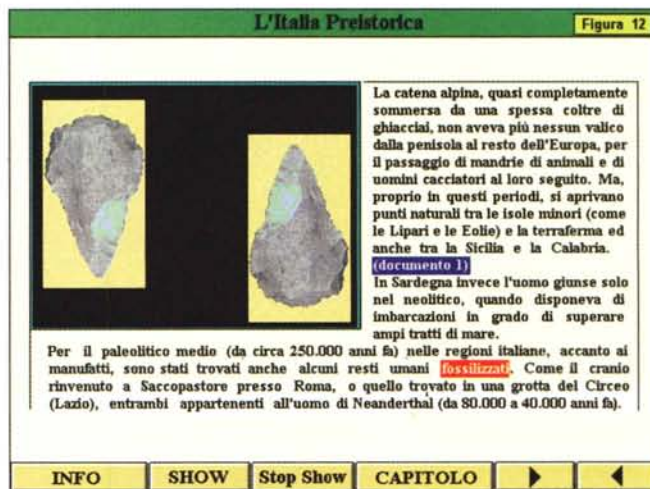 L'Italia Preistorica
Figura 12
La catena alpina, quasi completamente
sommersa da una spessa coltre di
ghiacciai, non aveva più nessun valico
dalla penisola al resto dell'Europa, per
il passaggio di mandrie di animali e di
uomini cacciatori al loro seguito. Ma,
proprio in questi periodi, si aprivano
punti naturali tra le isole minori (come
le Lipari e le Eolie) e la terraferma ed
anche tra la Sicilia e la Calabria.
(documento 1)
In Sardegna invece l'uomo giunse solo
nel neolitico, quando disponeva di
imbarcazioni in grado di superare
ampi tratti di mare.
Per il paleolitico medio (da circa 250.000 anni fa) nelle regioni italiane, accanto ai
manufatti, sono stati trovati anche alcuni resti umani fossilizzati. Come il cranio
rinvenuto a Saccopastore presso Roma, o quello trovato in una grotta del Circeo
(Lazio), entrambi appartenenti all'uomo di Neanderthal (da 80.000 a 40.000 anni fa).
INFO SHOW Stop Show CAPITOLO